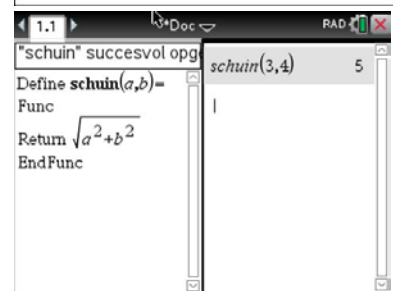 1.1 *Doc RAD
"schuin" succesvol opg
Define schuin(a,b)=
Func
Return √a²+b²
EndFunc
schuin(3,4) 5